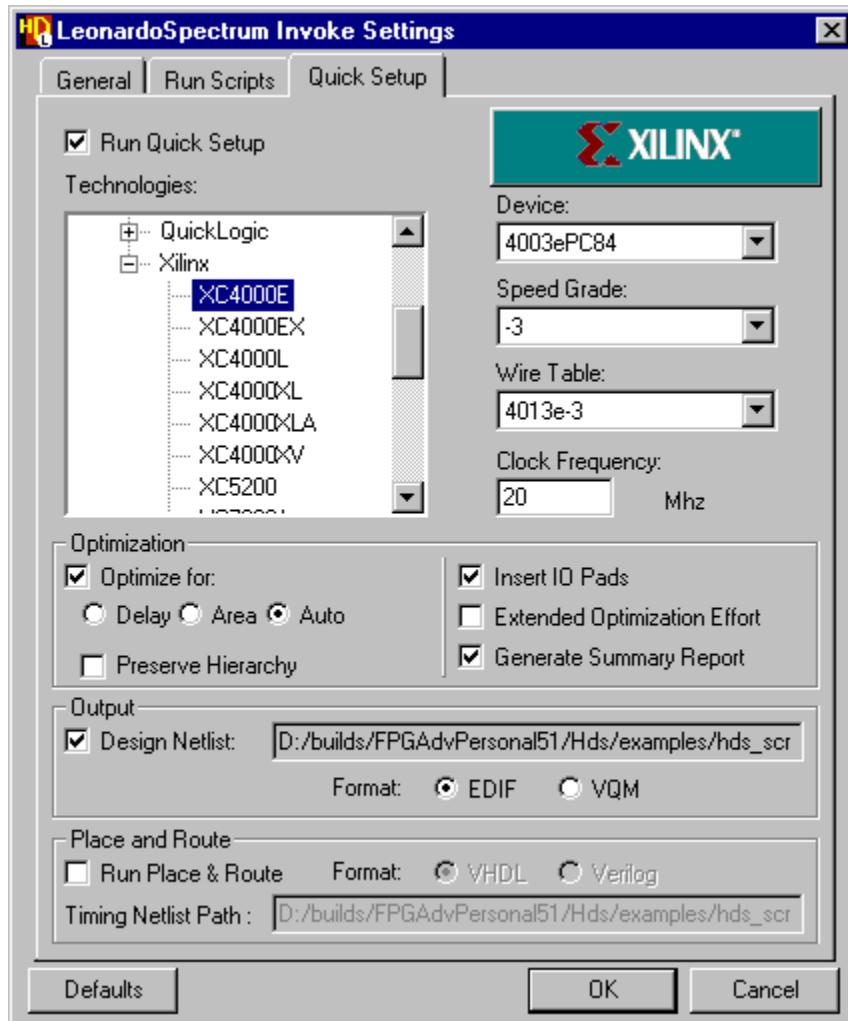 LeonardoSpectrum Invoke Settings
General Run Scripts Quick Setup
Run Quick Setup
XILINX
Technologies:
QuickLogic
Xilinx
XC4000E
XC4000EX
XC4000L
XC4000XL
XC4000XLA
XC4000XV
XC5200
Device:
4003ePC84
Speed Grade:
-3
Wire Table:
4013e-3
Clock Frequency:
20 Mhz
Optimization
Optimize for:
Delay Area Auto
Preserve Hierarchy
Insert IO Pads
Extended Optimization Effort
Generate Summary Report
Output
Design Netlist: D:/builds/FPGAdvPersonal51/Hds/examples/hds_scr
Format: EDIF VQM
Place and Route
Run Place & Route Format: VHDL Verilog
Timing Netlist Path : D:/builds/FPGAdvPersonal51/Hds/examples/hds_scr
Defaults OK Cancel